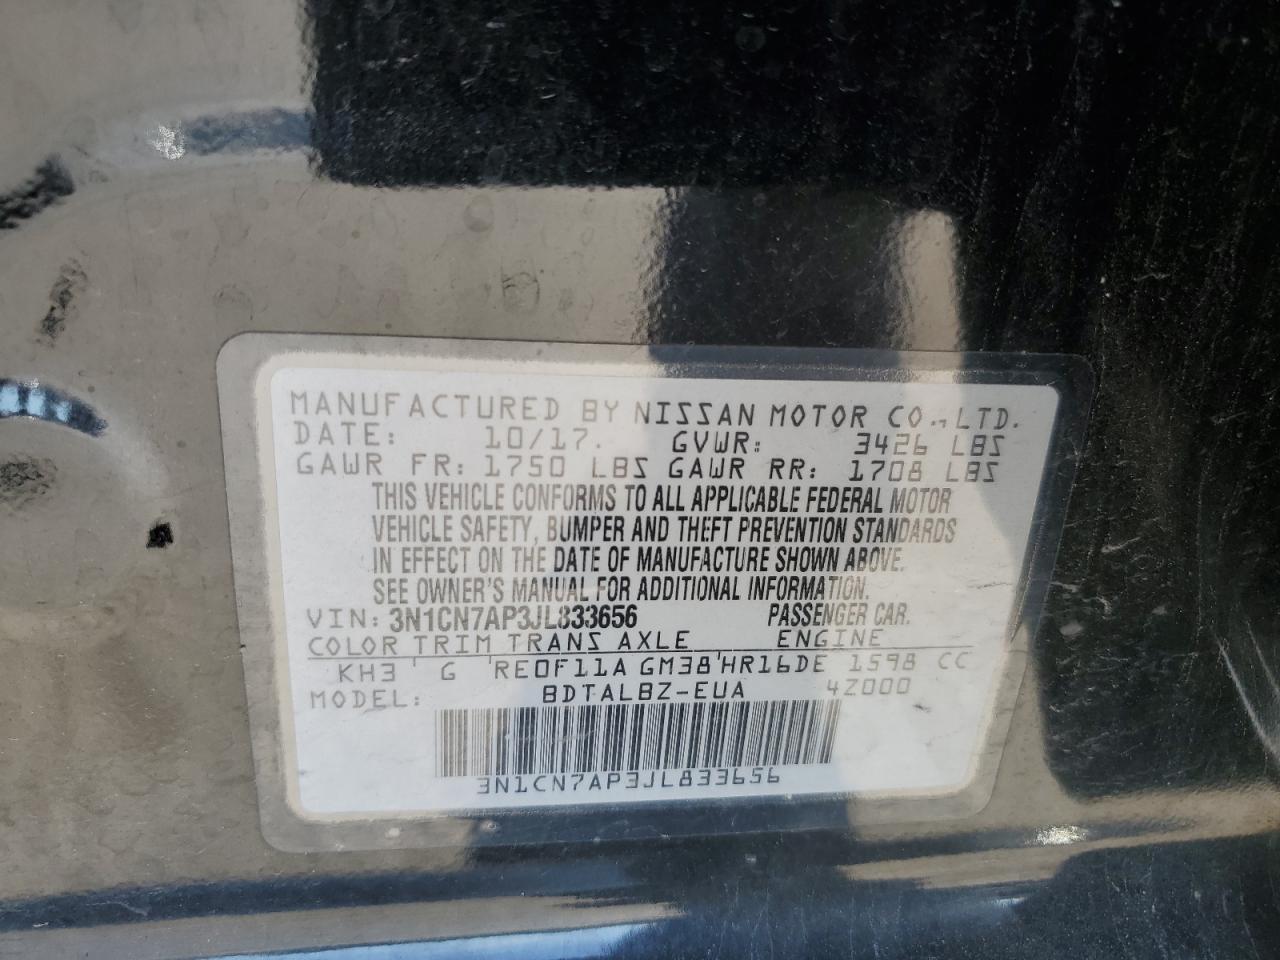 MANUFACTURED BY NISSAN MOTOR CO., LTD.
DATE: 10/17. GVWR: 3426 LBS
GAWR FR: 1750 LBS GAWR RR: 1708 LBS
THIS VEHICLE CONFORMS TO ALL APPLICABLE FEDERAL MOTOR
VEHICLE SAFETY, BUMPER AND THEFT PREVENTION STANDARDS
IN EFFECT ON THE DATE OF MANUFACTURE SHOWN ABOVE.
SEE OWNER'S MANUAL FOR ADDITIONAL INFORMATION.
VIN: 3N1CN7AP3JL833656 PASSENGER CAR.
COLOR TRIM TRANS AXLE ENGINE
KH3 G RE0F11A GM38 HR16DE 1598 CC
MODEL: BDTALBZ-EUA 4Z000
3N1CN7AP3JL833656